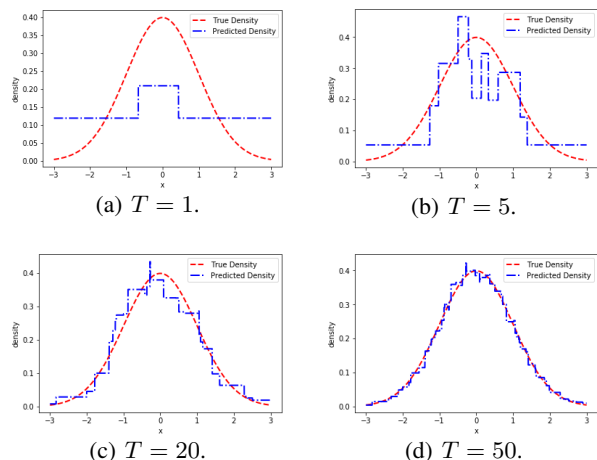 True Density
Predicted Density
0.40
0.35
0.30
0.25
0.20
0.15
0.10
0.05
0.00
density
−3 −2 −1 0 1 2 3
x
(a) T = 1.
True Density
Predicted Density
0.4
0.3
0.2
0.1
0.0
density
−3 −2 −1 0 1 2 3
x
(b) T = 5.
True Density
Predicted Density
0.4
0.3
0.2
0.1
0.0
density
−3 −2 −1 0 1 2 3
x
(c) T = 20.
True Density
Predicted Density
0.4
0.3
0.2
0.1
0.0
density
−3 −2 −1 0 1 2 3
x
(d) T = 50.